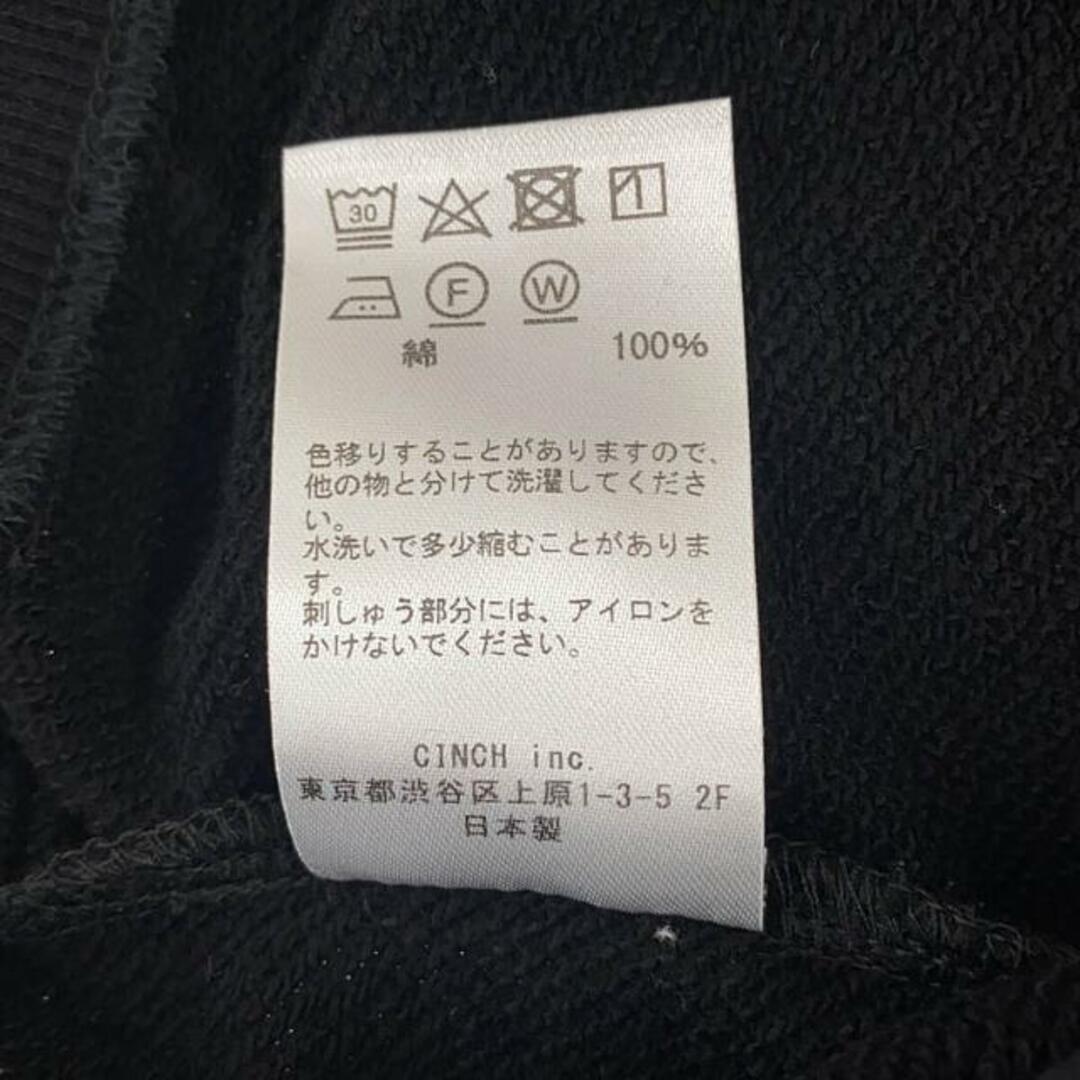 30
F W
綿 100%
色移りすることがありますので、
他の物と分けて洗濯してくださ
い。
水洗いで多少縮むことがありま
す。
刺しゅう部分には、アイロンを
かけないでください。
CINCH inc.
東京都渋谷区上原1-3-5 2F
日本製